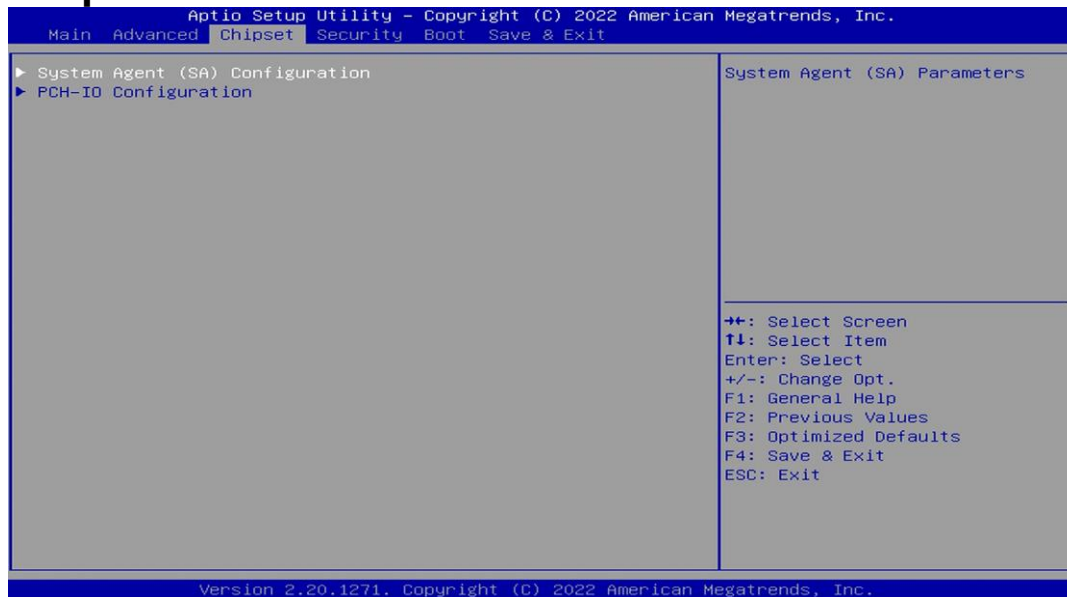 Aptio Setup Utility – Copyright (C) 2022 American Megatrends, Inc.
Main Advanced Chipset Security Boot Save & Exit
► System Agent (SA) Configuration
► PCH-IO Configuration
System Agent (SA) Parameters
→←: Select Screen
↑↓: Select Item
Enter: Select
+/-: Change Opt.
F1: General Help
F2: Previous Values
F3: Optimized Defaults
F4: Save & Exit
ESC: Exit
Version 2.20.1271. Copyright (C) 2022 American Megatrends, Inc.